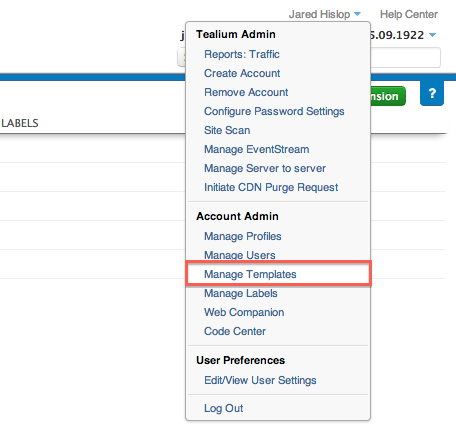 Jared Hislop
Help Center
Tealium Admin
Reports: Traffic
Create Account
Remove Account
Configure Password Settings
Site Scan
Manage EventStream
Manage Server to server
Initiate CDN Purge Request
Account Admin
Manage Profiles
Manage Users
Manage Templates
Manage Labels
Web Companion
Code Center
User Preferences
Edit/View User Settings
Log Out
.09.1922
nsion
?
LABELS